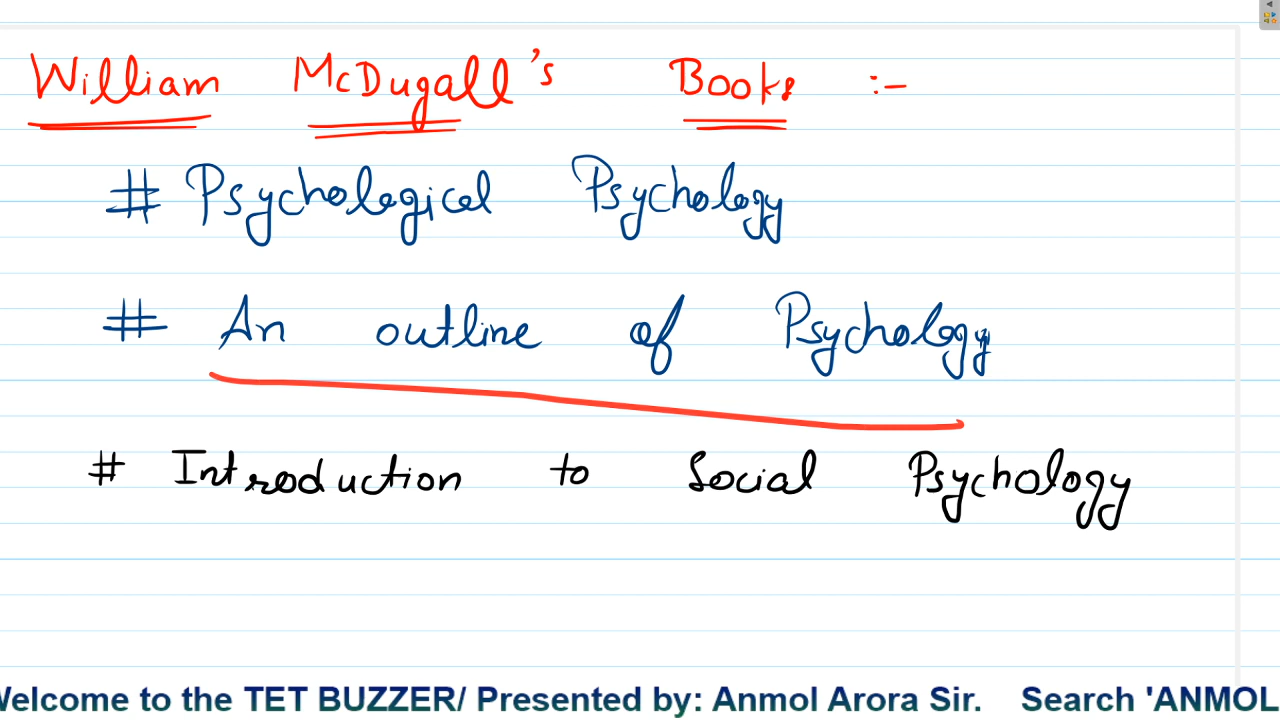 William McDugall's Books :-
# Psychological Psychology
# An outline of Psychology
# Introduction to Social Psychology
Welcome to the TET BUZZER/ Presented by: Anmol Arora Sir. Search 'ANMOL